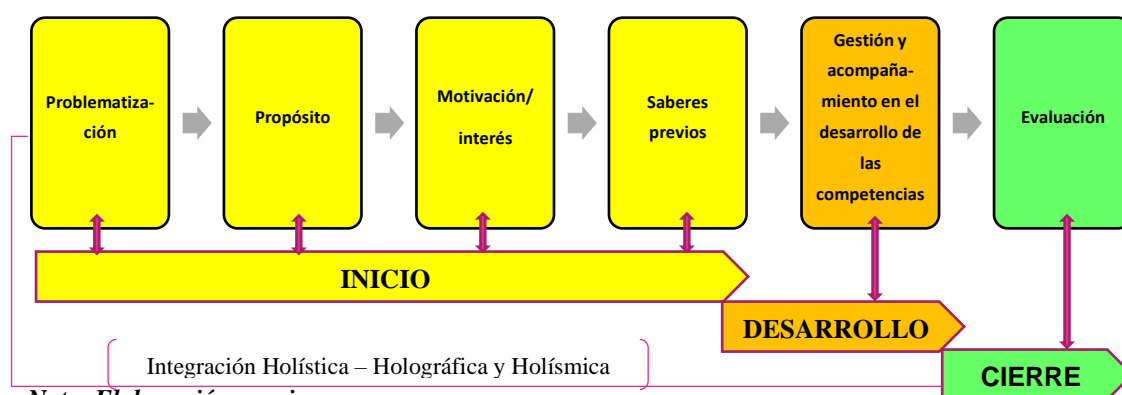 Problematiza-
ción
Propósito
Motivación/
interés
Saberes
previos
Gestión y
acompaña-
miento en el
desarrollo de
las
competencias
Evaluación
INICIO
DESARROLLO
Integración Holística – Holográfica y Holísmica
CIERRE